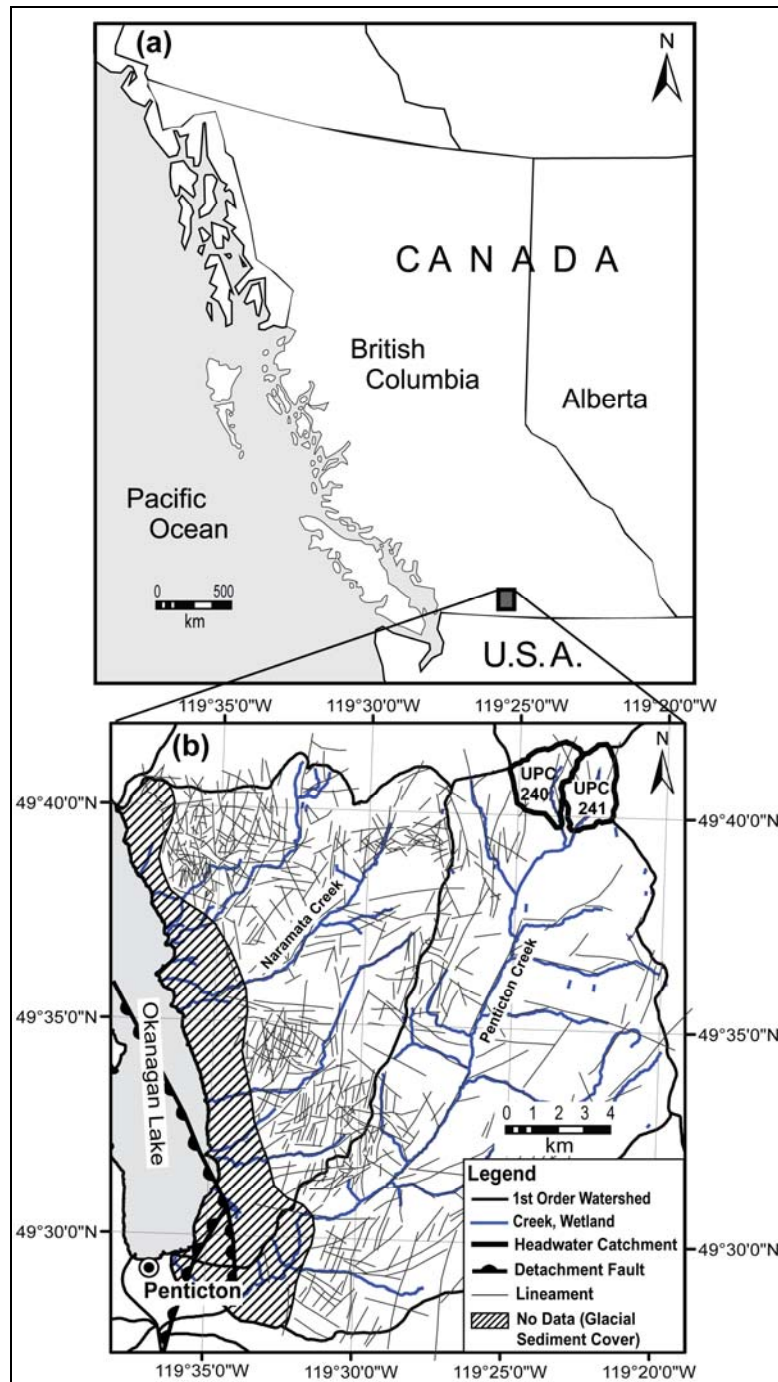 (a)
N
CANADA
British
Columbia
Alberta
Pacific
Ocean
0 500
km
U.S.A.
119°35'0"W 119°30'0"W 119°25'0"W 119°20'0"W
(b)
N
UPC
240
UPC
241
49°40'0"N
49°40'0"N
Naramata Creek
Penticton Creek
49°35'0"N
49°35'0"N
Okanagan Lake
0 1 2 3 4
km
49°30'0"N
49°30'0"N
Penticton
Legend
1st Order Watershed
Creek, Wetland
Headwater Catchment
Detachment Fault
Lineament
No Data (Glacial
Sediment Cover)
119°35'0"W 119°30'0"W 119°25'0"W 119°20'0"W